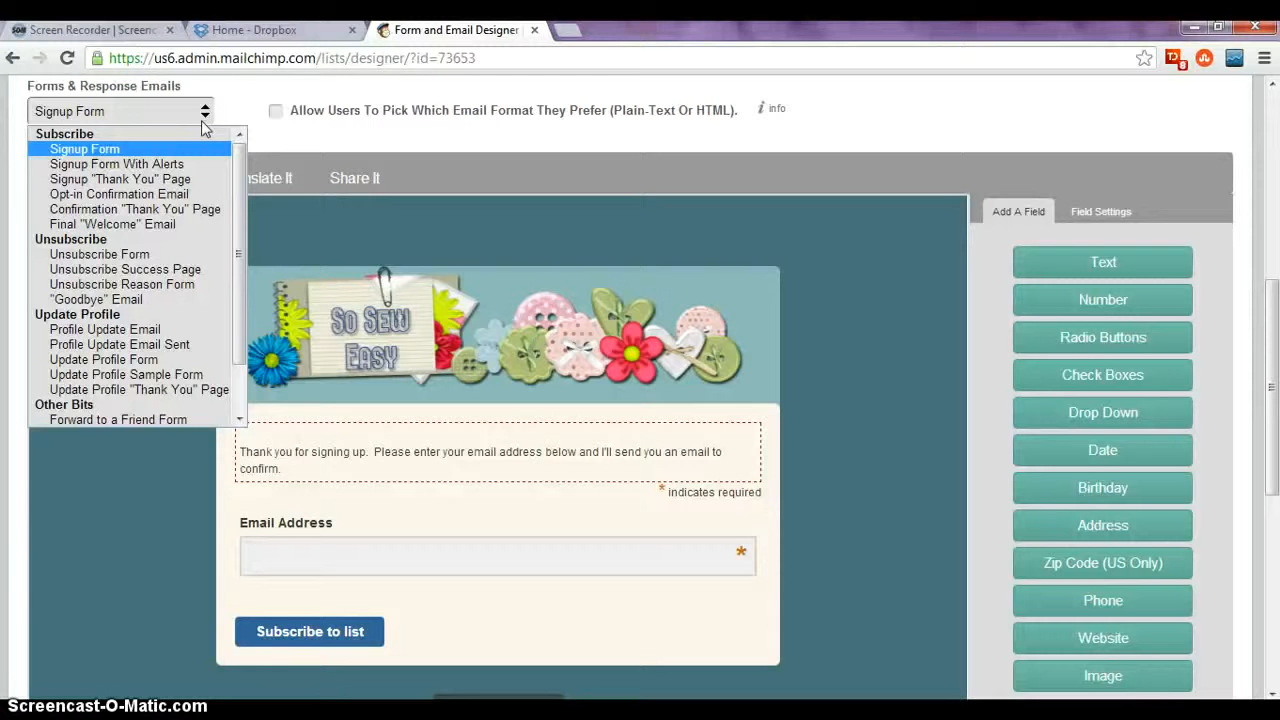 Screen Recorder | Screenc
Home - Dropbox
Form and Email Designer
https://us6.admin.mailchimp.com/lists/designer/?id=73653
8
Forms & Response Emails
Signup Form
Allow Users To Pick Which Email Format They Prefer (Plain-Text Or HTML).
i info
Subscribe
Signup Form
Signup Form With Alerts
Signup "Thank You" Page
Opt-in Confirmation Email
Confirmation "Thank You" Page
Final "Welcome" Email
Unsubscribe
Unsubscribe Form
Unsubscribe Success Page
Unsubscribe Reason Form
"Goodbye" Email
Update Profile
Profile Update Email
Profile Update Email Sent
Update Profile Form
Update Profile Sample Form
Update Profile "Thank You" Page
Other Bits
Forward to a Friend Form
nslate It
Share It
So Sew
Easy
Thank you for signing up. Please enter your email address below and I'll send you an email to
confirm.
* indicates required
Email Address
*
Subscribe to list
Add A Field
Field Settings
Text
Number
Radio Buttons
Check Boxes
Drop Down
Date
Birthday
Address
Zip Code (US Only)
Phone
Website
Image
Screencast-O-Matic.com